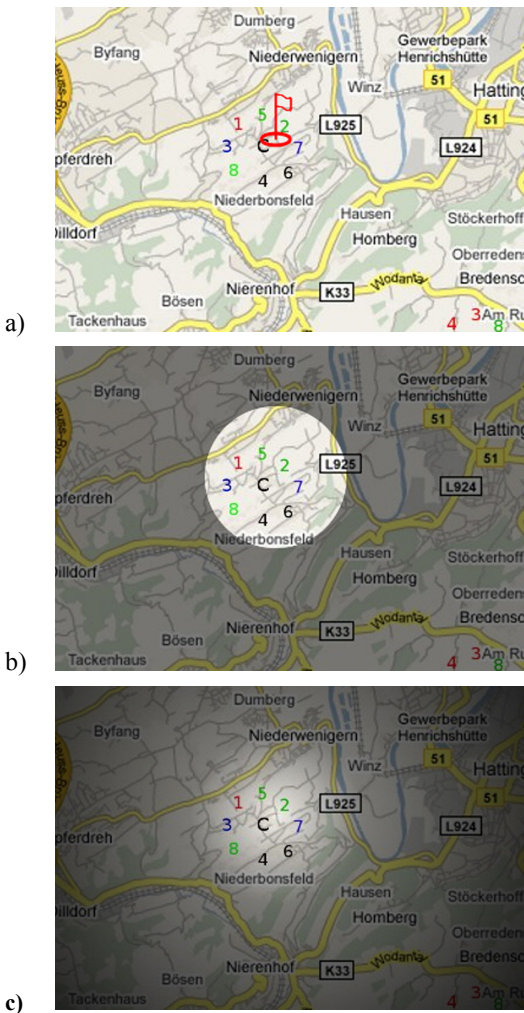 Dumberg
Byfang
Niederwenigern
Gewerbepark
Henrichshütte
Winz
51
Hatting
51
5
1
2
L925
3
C
7
L924
pferdreh
8
4
6
Niederbonsfeld
Hausen
Stöckerhoff
Dilldorf
Homberg
Oberredens
Wodanta
Bredensc
Bösen
Nierenhof
K33
3
Am Ru
Tackenhaus
4
8
a)
Dumberg
Byfang
Niederwenigern
Gewerbepark
Henrichshütte
Winz
51
Hatting
51
5
1
2
L925
3
C
7
L924
pferdreh
8
4
6
Niederbonsfeld
Hausen
Stöckerhoff
Dilldorf
Homberg
Oberredens
Wodanta
Bredensc
Bösen
Nierenhof
K33
3
Am Ru
Tackenhaus
4
8
b)
Dumberg
Byfang
Niederwenigern
Gewerbepark
Henrichshütte
Winz
51
Hatting
51
5
1
2
L925
3
C
7
L924
pferdreh
8
4
6
Niederbonsfeld
Hausen
Stöckerhoff
Dilldorf
Homberg
Oberredens
Wodanta
Bredensc
Bösen
Nierenhof
K33
3
Am Ru
Tackenhaus
4
8
c)